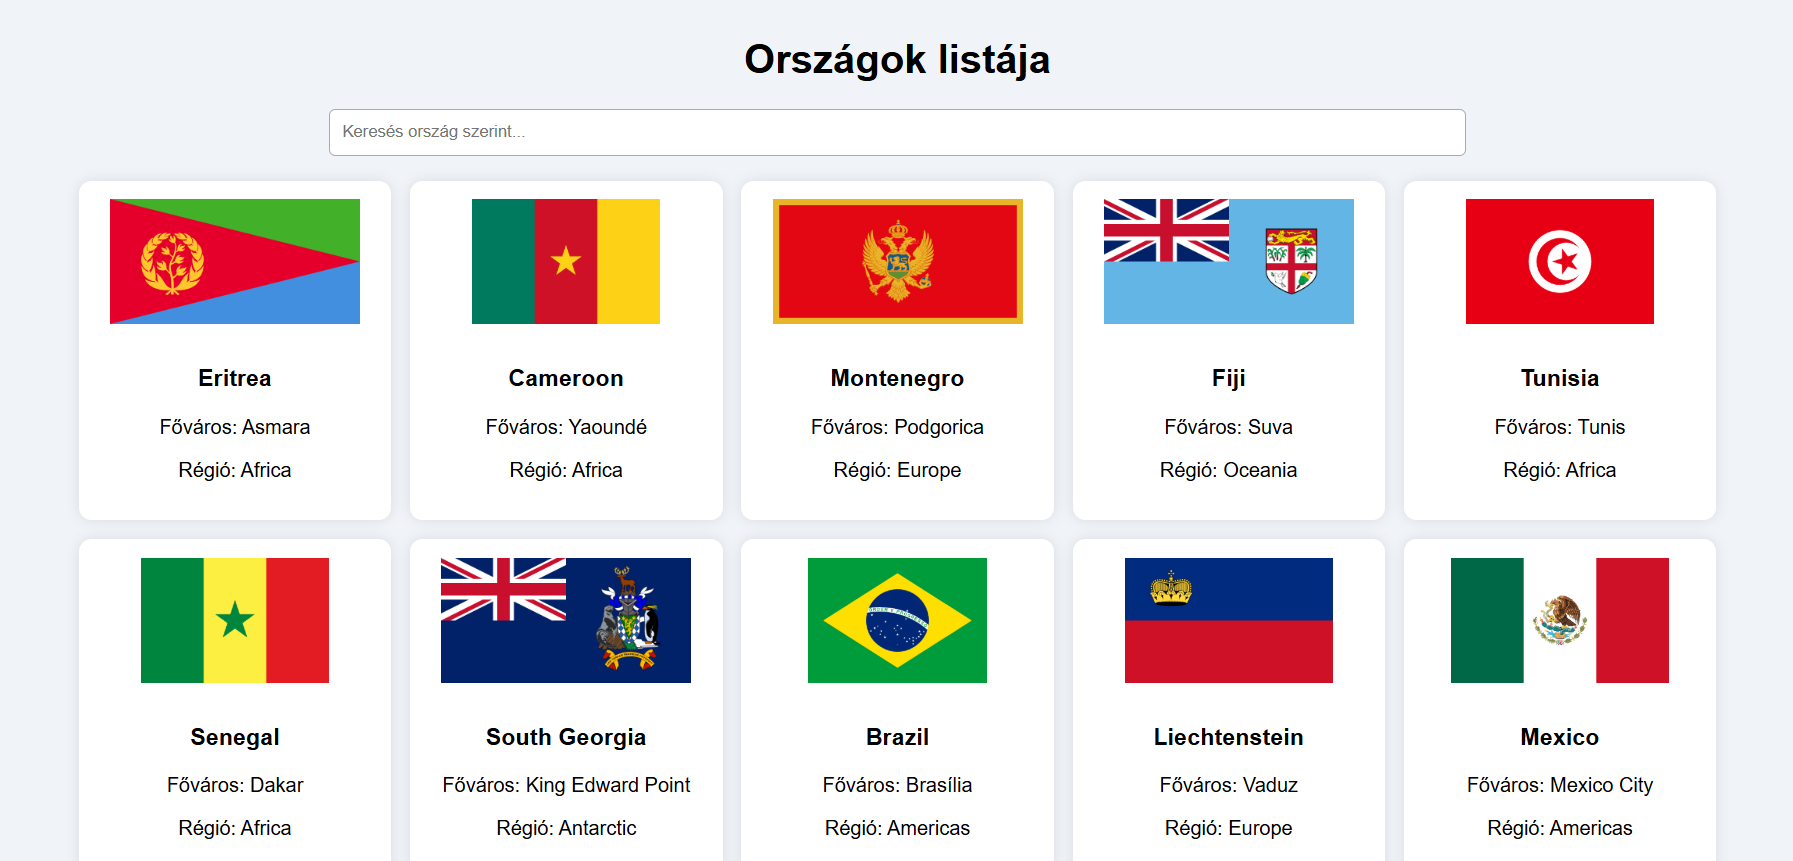 Országok listája
Keresés ország szerint...
Eritrea
Főváros: Asmara
Régió: Africa
Cameroon
Főváros: Yaoundé
Régió: Africa
Montenegro
Főváros: Podgorica
Régió: Europe
Fiji
Főváros: Suva
Régió: Oceania
Tunisia
Főváros: Tunis
Régió: Africa
Senegal
Főváros: Dakar
Régió: Africa
South Georgia
Főváros: King Edward Point
Régió: Antarctic
Brazil
Főváros: Brasília
Régió: Americas
Liechtenstein
Főváros: Vaduz
Régió: Europe
Mexico
Főváros: Mexico City
Régió: Americas